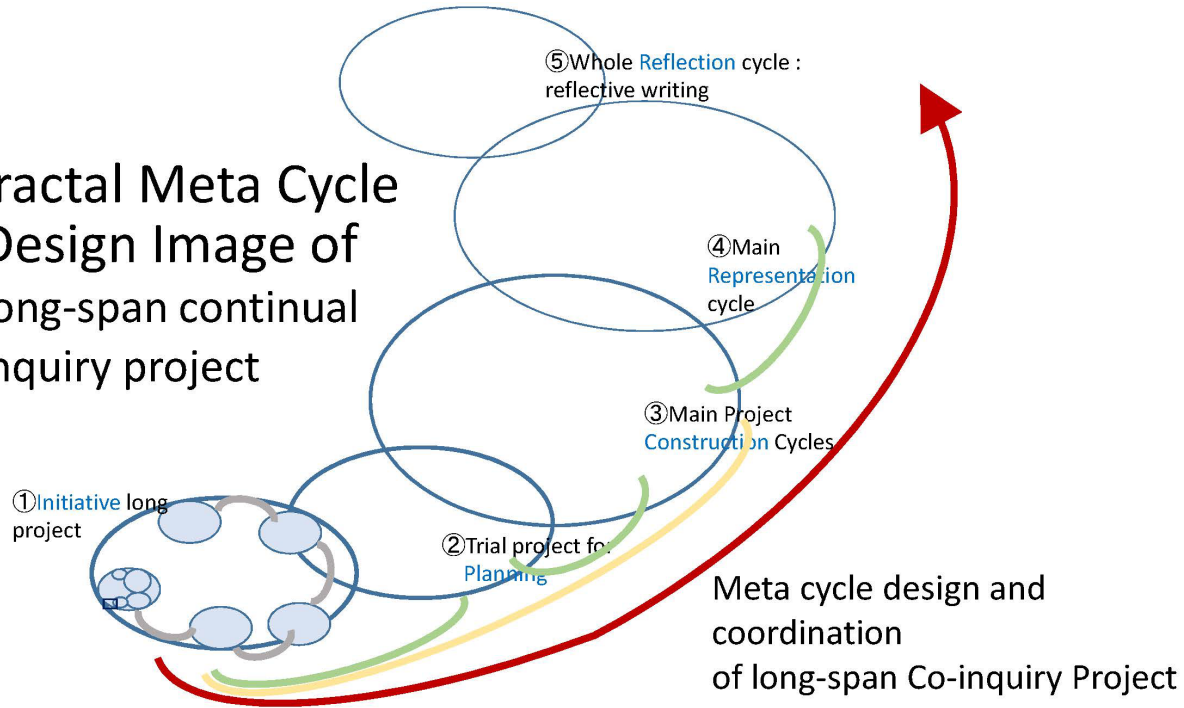 ⑤Whole Reflection cycle :
reflective writing
ractal Meta Cycle
Design Image of
ong-span continual
nquiry project
④Main
Representation
cycle
③Main Project
Construction Cycles
①Initiative long
project
②Trial project for
Planning
Meta cycle design and
coordination
of long-span Co-inquiry Project